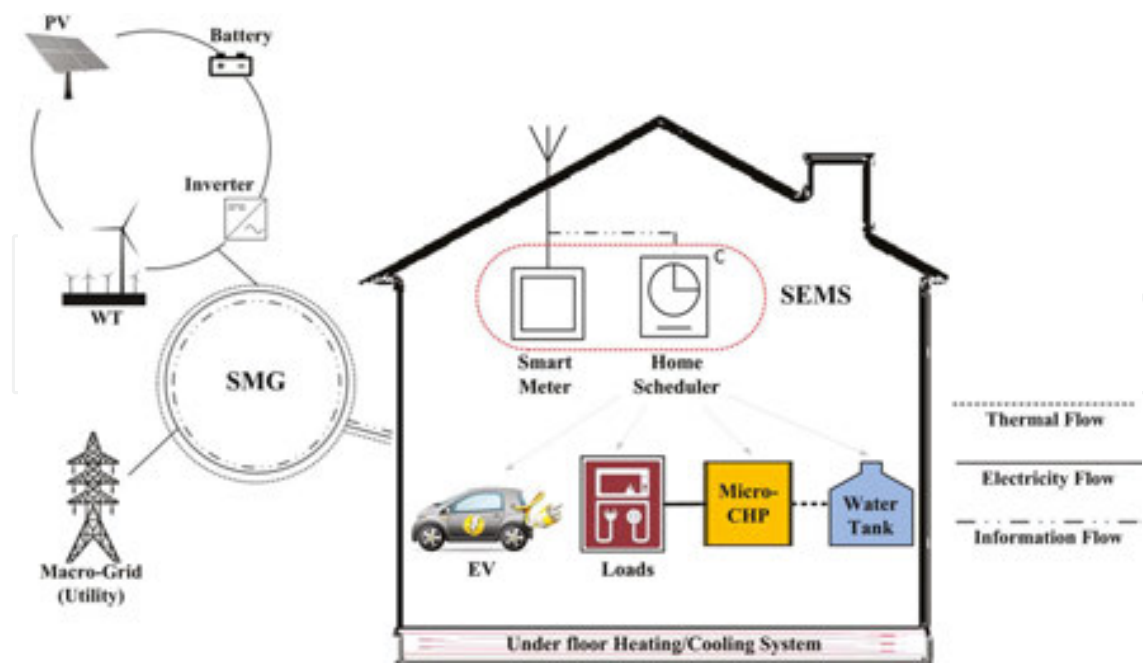 PV
Battery
Inverter
WT
SMG
Macro-Grid
(Utility)
C
SEMS
Smart
Meter
Home
Scheduler
EV
Loads
Micro-
CHP
Water
Tank
Under floor Heating/Cooling System
Thermal Flow
Electricity Flow
Information Flow